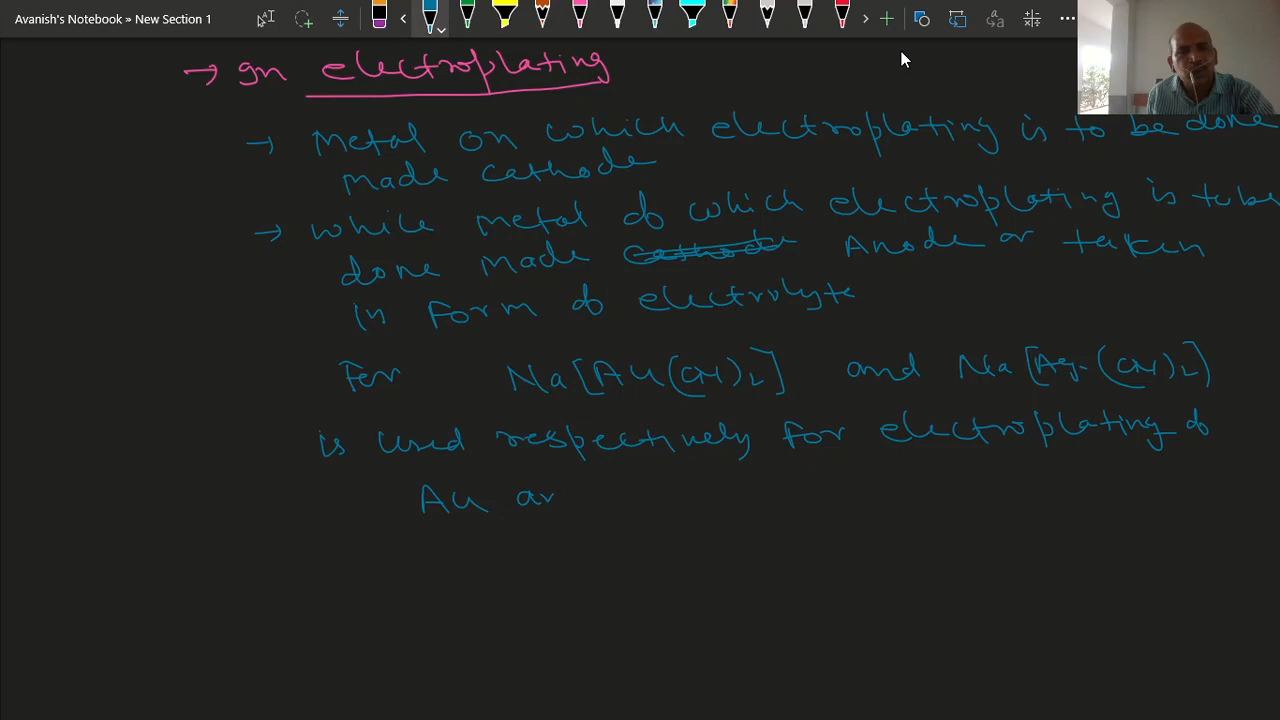 Avanish's Notebook » New Section 1
→ In electroplating
→ Metal on which electroplating is to be done
made cathode
→ While metal of which electroplating is to be
done made cathode Anode or taken
in form of electrolyte
For Na[Au(CN)2] and Na[Ag(CN)2]
is used respectively for electroplating of
Au an